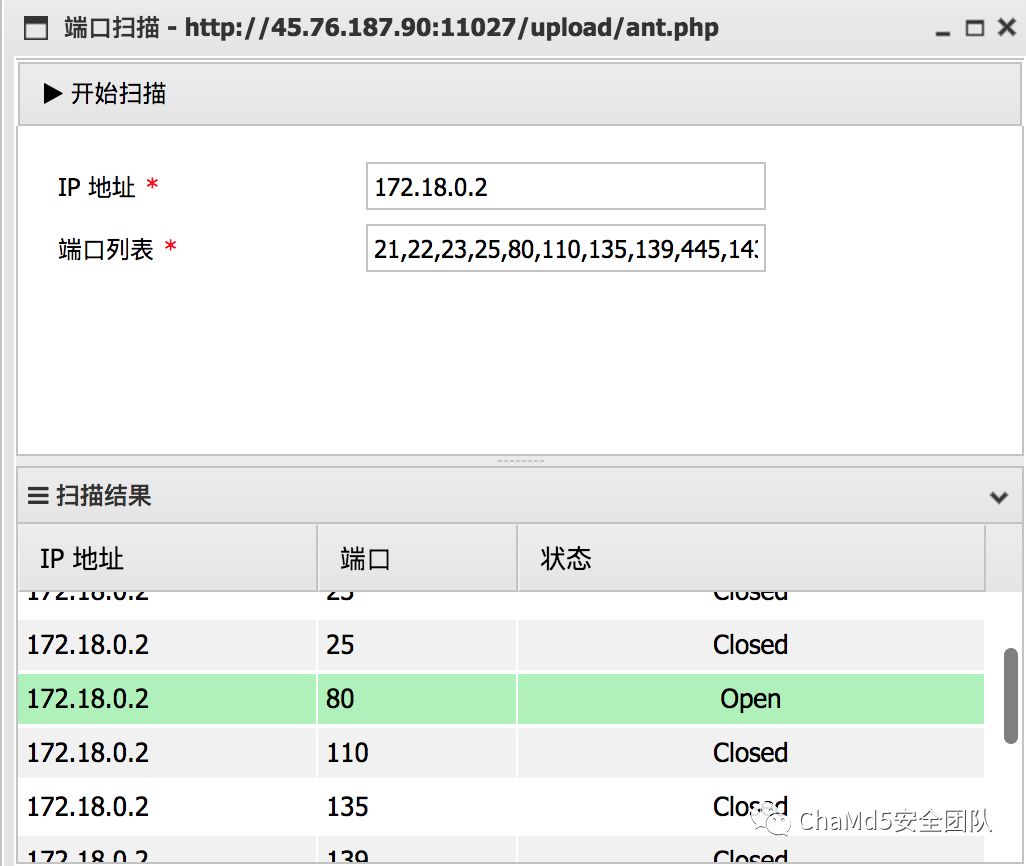 端口扫描 - http://45.76.187.90:11027/upload/ant.php
开始扫描
IP 地址 *
172.18.0.2
端口列表 *
21,22,23,25,80,110,135,139,445,143
扫描结果
IP 地址 端口 状态
172.18.0.2 23 Closed
172.18.0.2 25 Closed
172.18.0.2 80 Open
172.18.0.2 110 Closed
172.18.0.2 135 Closed
172.18.0.2 139 Closed
ChaMd5安全团队